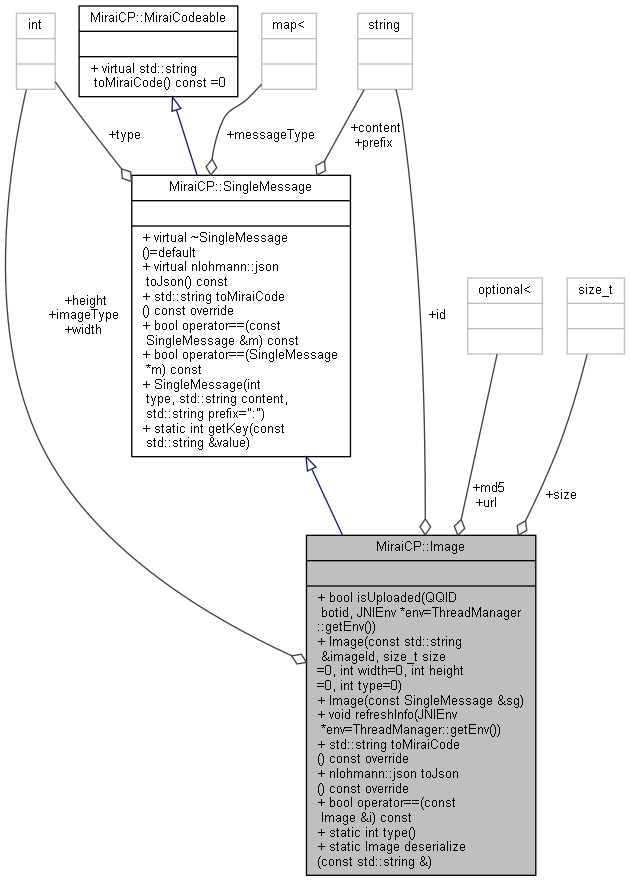 int
MiraiCP::MiraiCodeable
map<
string
+ virtual std::string
toMiraiCode() const =0
+type
+messageType
+content
+prefix
MiraiCP::SingleMessage
+ virtual ~SingleMessage
()=default
+ virtual nlohmann::json
toJson() const
+ std::string toMiraiCode
() const override
+ bool operator==(const
SingleMessage &m) const
+ bool operator==(SingleMessage
*m) const
+ SingleMessage(int
type, std::string content,
std::string prefix=":")
+ static int getKey(const
std::string &value)
+height
+imageType
+width
+id
optional<
size_t
+md5
+url
+size
MiraiCP::Image
+ bool isUploaded(QQID
botid, JNIEnv *env=ThreadManager
::getEnv())
+ Image(const std::string
&imageId, size_t size
=0, int width=0, int height
=0, int type=0)
+ Image(const SingleMessage &sg)
+ void refreshInfo(JNIEnv
*env=ThreadManager::getEnv())
+ std::string toMiraiCode
() const override
+ nlohmann::json toJson
() const override
+ bool operator==(const
Image &i) const
+ static int type()
+ static Image deserialize
(const std::string &)